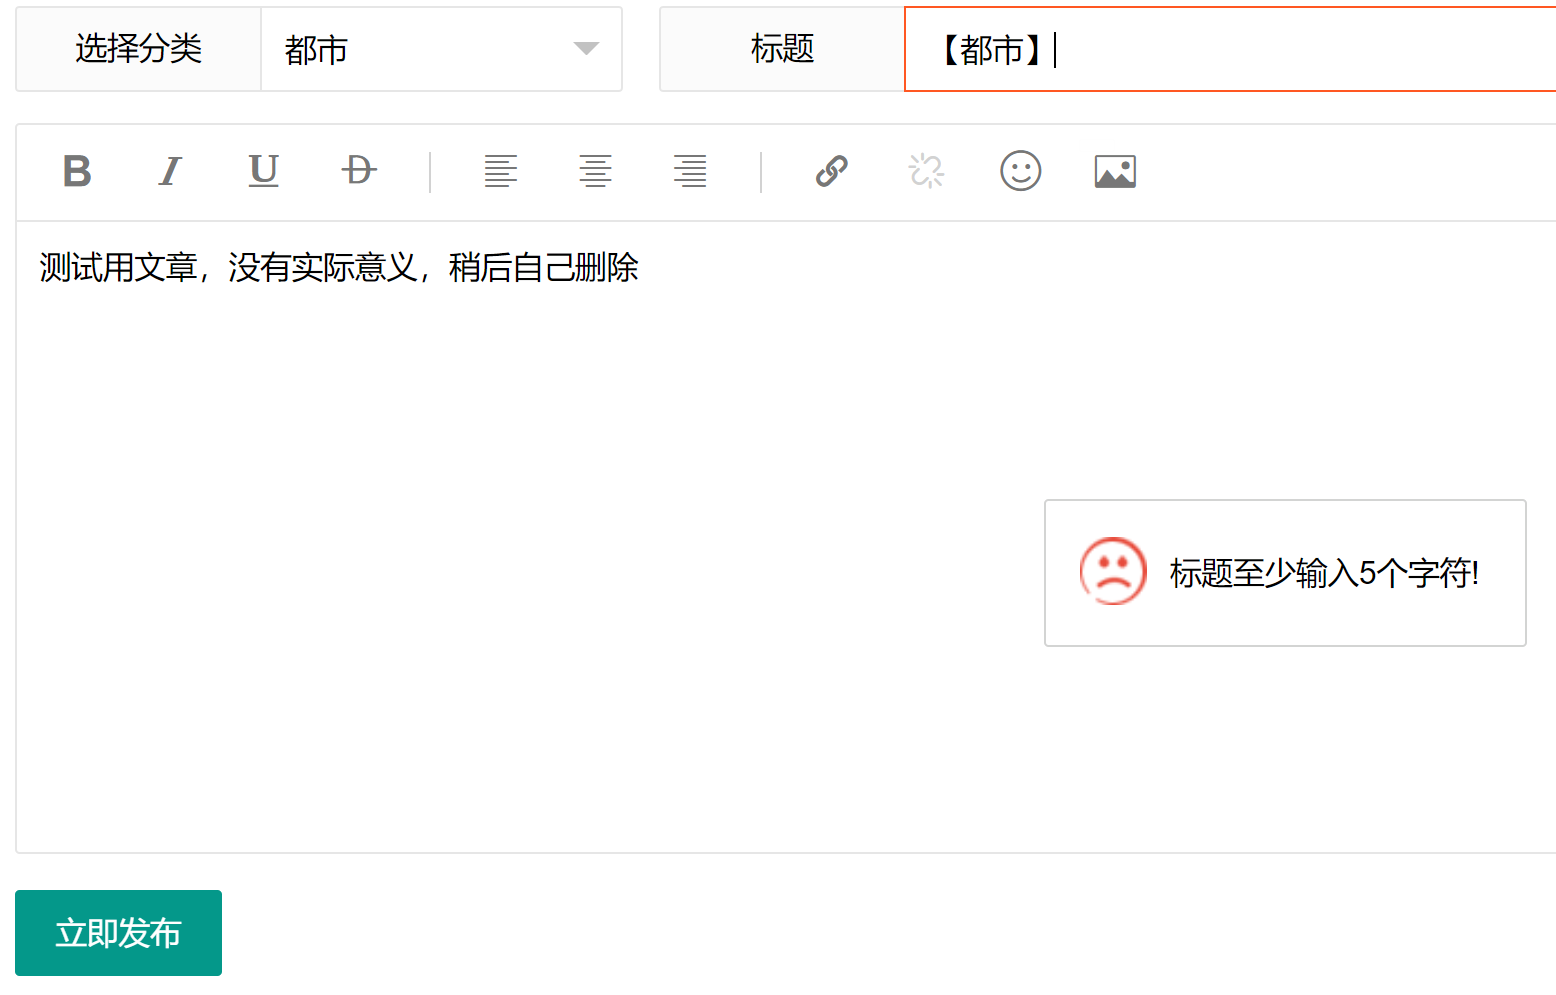 选择分类 都市 标题 【都市】
B I U D
测试用文章，没有实际意义，稍后自己删除
标题至少输入5个字符!
立即发布